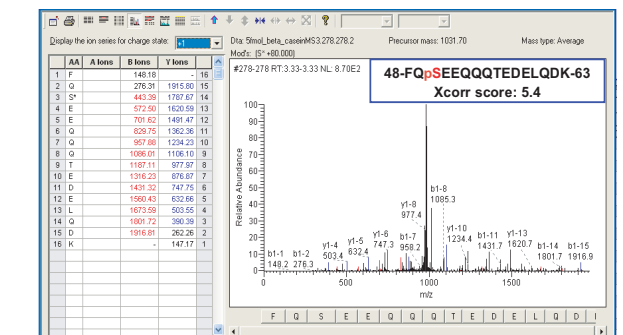 Display the ion series for charge state: +1
Dta: 5fmol_beta_caseinMS3.278.278.2 Precursor mass: 1031.70 Mass type: Average
Mod's: (S* +80.000)
#278-278 RT:3.33-3.33 NL: 8.70E2
48-FQpSEEQQQTEDELQDK-63
Xcorr score: 5.4
AA A Ions B Ions Y Ions
1 F 148.18 - 16
2 Q 276.31 1915.80 15
3 S* 443.39 1787.67 14
4 E 572.50 1620.59 13
5 E 701.62 1491.47 12
6 Q 829.75 1362.36 11
7 Q 957.88 1234.23 10
8 Q 1086.01 1106.10 9
9 T 1187.11 977.97 8
10 E 1316.23 876.87 7
11 D 1431.32 747.75 6
12 E 1560.43 632.66 5
13 L 1673.59 503.55 4
14 Q 1801.72 390.39 3
15 D 1916.81 262.26 2
16 K - 147.17 1
Relative Abundance
100
90
80
70
60
50
40
30
20
10
0
b1-1
148.2
b1-2
276.3
y1-4
503.4
y1-5
632.4
y1-6
747.3
y1-8
977.4
b1-7
958.2
b1-8
1085.3
y1-10
1234.4
b1-11
1431.7
y1-13
1620.7
b1-14
1801.7
b1-15
1916.9
0 500 1000 1500
m/z
F Q S E E Q Q Q T E D E L Q D